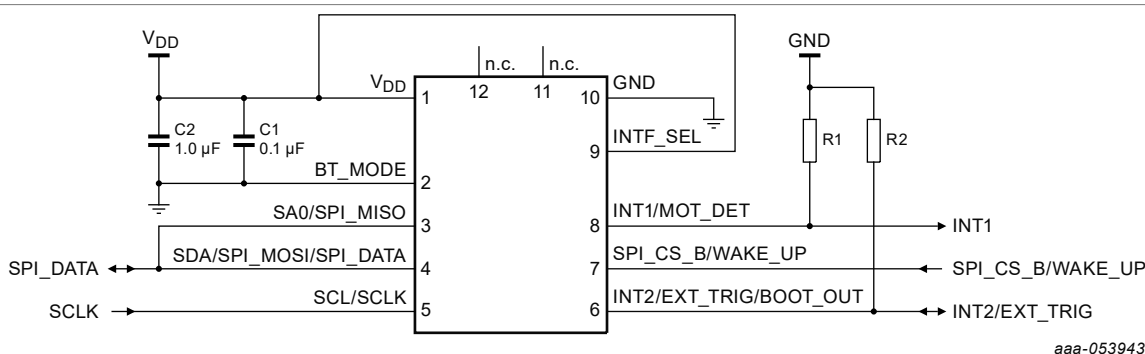 VDD
GND
n.c.
n.c.
VDD
1
12
11
10
GND
C2
1.0 µF
C1
0.1 µF
INTF_SEL
9
R1
R2
BT_MODE
2
SA0/SPI_MISO
3
8
INT1/MOT_DET
INT1
SPI_DATA
SDA/SPI_MOSI/SPI_DATA
4
7
SPI_CS_B/WAKE_UP
SPI_CS_B/WAKE_UP
SCLK
SCL/SCLK
5
6
INT2/EXT_TRIG/BOOT_OUT
INT2/EXT_TRIG
aaa-053943